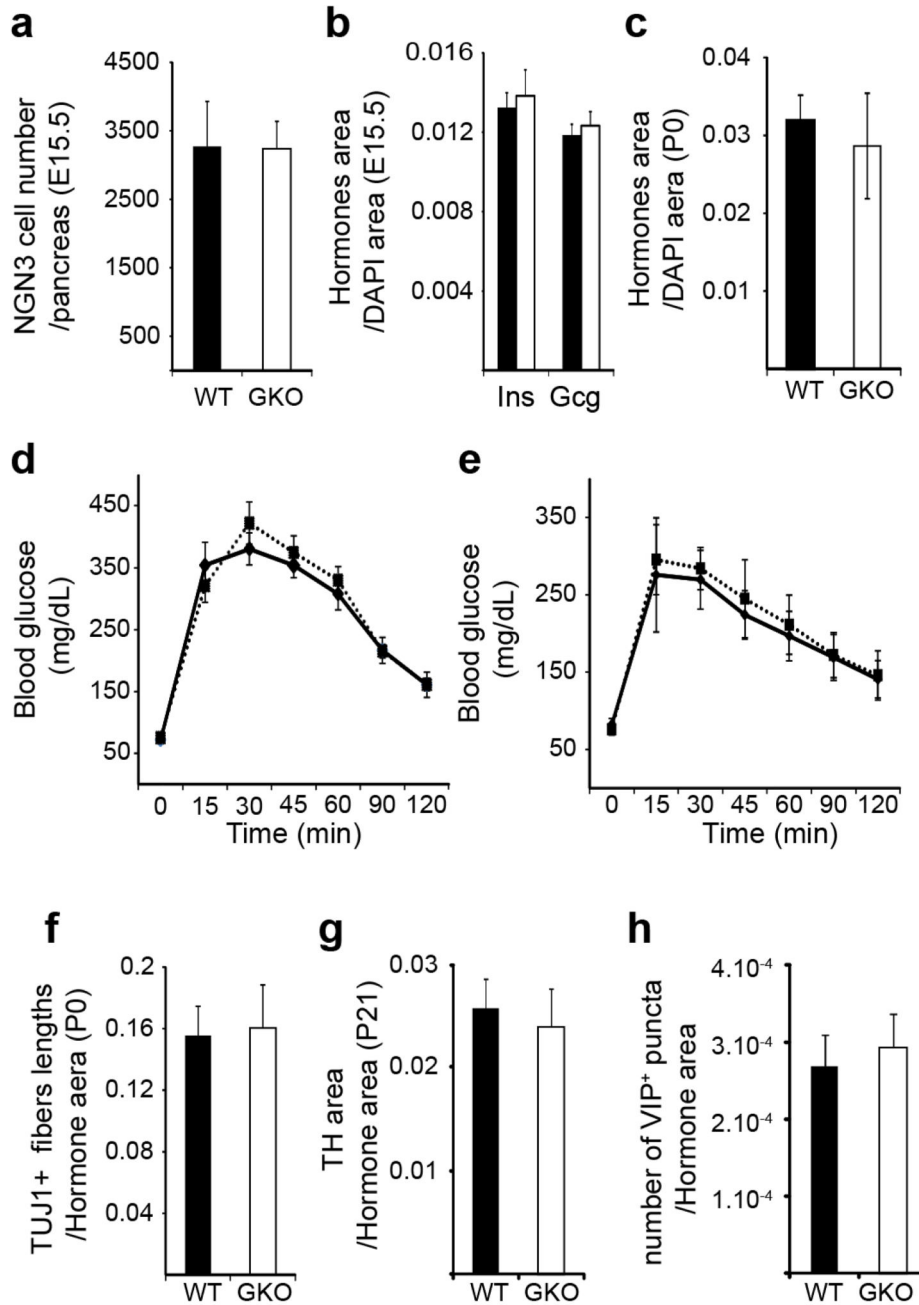 a
NGN3 cell number
/pancreas (E15.5)
4500
3500
2500
1500
500
WT GKO
b
Hormones area
/DAPI area (E15.5)
0.016
0.012
0.008
0.004
Ins Gcg
c
Hormones area
/DAPI aera (P0)
0.04
0.03
0.02
0.01
WT GKO
d
Blood glucose
(mg/dL)
450
350
250
150
50
0 15 30 45 60 90 120
Time (min)
e
Blood glucose
(mg/dL)
350
250
150
50
0 15 30 45 60 90 120
Time (min)
f
TUJ1+ fibers lengths
/Hormone aera (P0)
0.2
0.16
0.12
0.08
0.04
WT GKO
g
TH area
/Hormone area (P21)
0.03
0.02
0.01
WT GKO
h
number of VIP⁺ puncta
/Hormone area
4.10⁻⁴
3.10⁻⁴
2.10⁻⁴
1.10⁻⁴
WT GKO